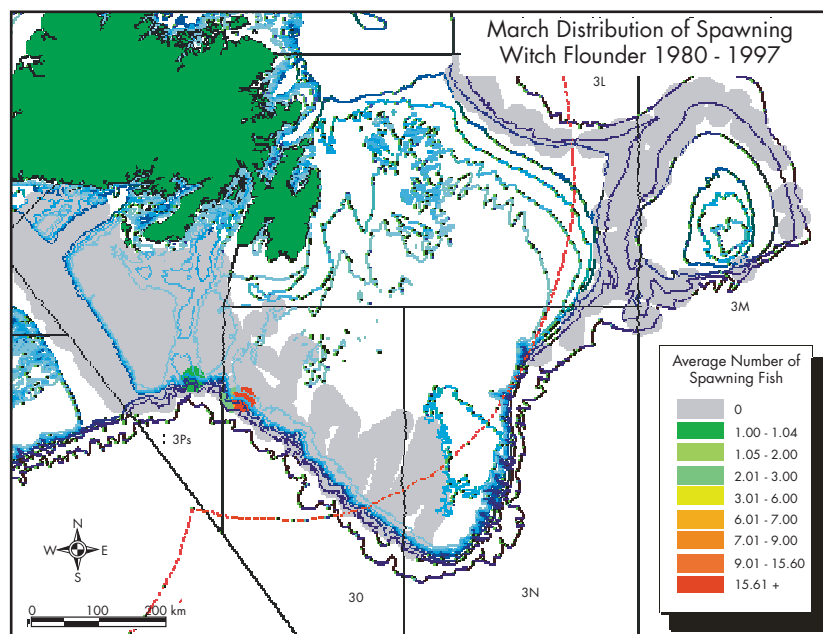 March Distribution of Spawning
Witch Flounder 1980 - 1997
3L
3M
Average Number of
Spawning Fish
0
1.00 - 1.04
1.05 - 2.00
2.01 - 3.00
3.01 - 6.00
6.01 - 7.00
7.01 - 9.00
9.01 - 15.60
15.61 +
3Ps
N
W E
S
0 100 200 km
30
3N